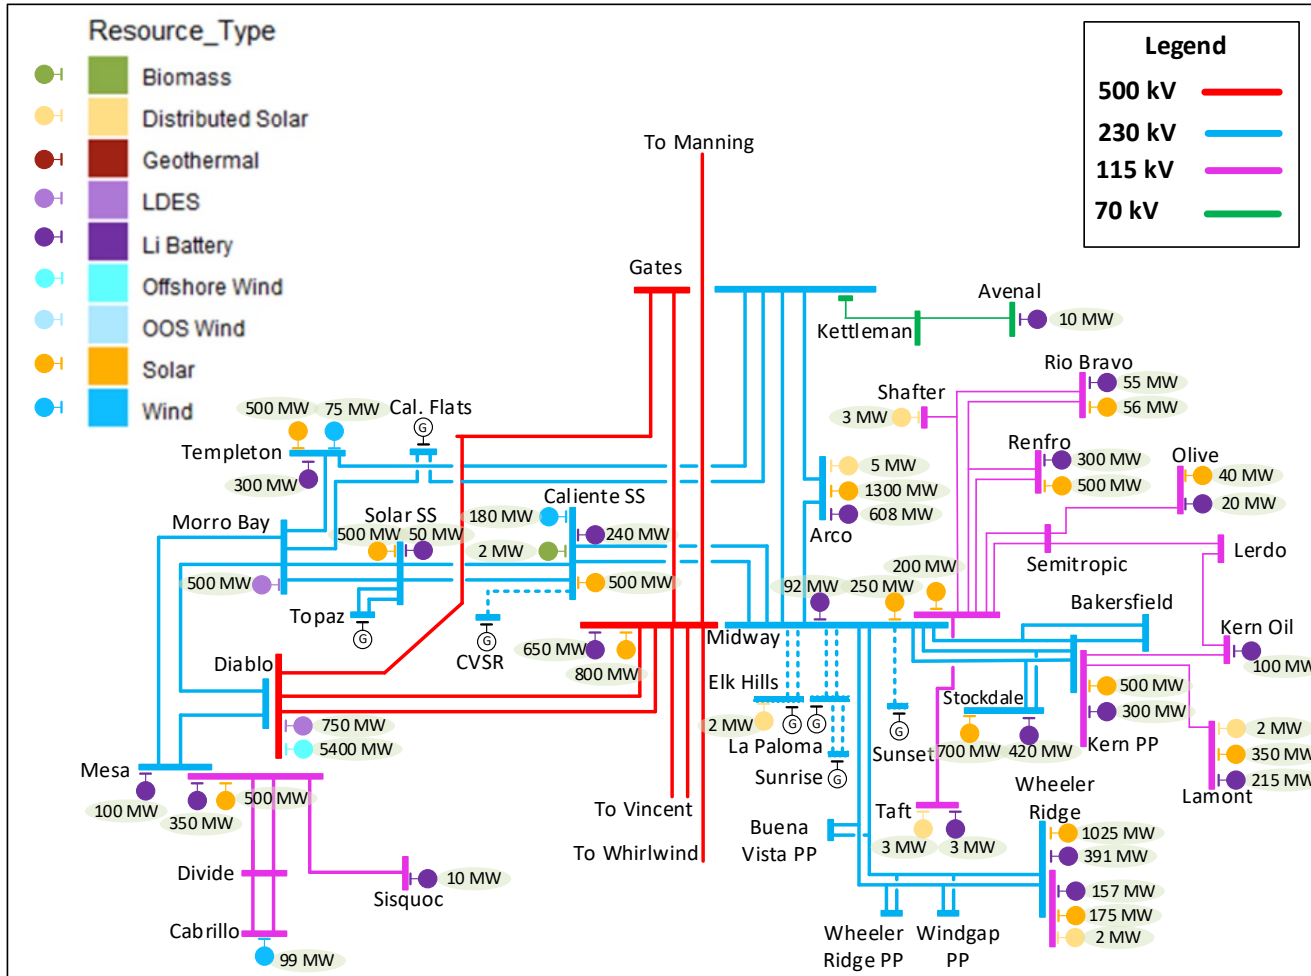 Resource_Type
Biomass
Distributed Solar
Geothermal
LDES
Li Battery
Offshore Wind
OOS Wind
Solar
Wind
Legend
500 kV
230 kV
115 kV
70 kV
To Manning
Gates
Kettleman
Avenal
10 MW
Rio Bravo
55 MW
56 MW
Shafter
3 MW
Renfro
300 MW
500 MW
Olive
40 MW
20 MW
500 MW
75 MW
Cal. Flats
G
Templeton
300 MW
5 MW
1300 MW
608 MW
Arco
Caliente SS
180 MW
240 MW
2 MW
500 MW
Morro Bay
500 MW
Solar SS
500 MW
50 MW
Topaz
G
CVSR
G
Semitropic
Lerdo
92 MW
250 MW
200 MW
Midway
650 MW
800 MW
Bakersfield
Kern Oil
100 MW
Diablo
750 MW
5400 MW
Elk Hills
2 MW
G
La Paloma
G
Sunrise
G
Sunset
G
Stockdale
700 MW
420 MW
500 MW
300 MW
Kern PP
2 MW
350 MW
215 MW
Lamont
Mesa
100 MW
350 MW
500 MW
To Vincent
To Whirlwind
Buena
Vista PP
Taft
3 MW
3 MW
Wheeler
Ridge
1025 MW
391 MW
157 MW
175 MW
2 MW
Divide
Sisquoc
10 MW
Cabrillo
99 MW
Wheeler
Ridge PP
Windgap
PP